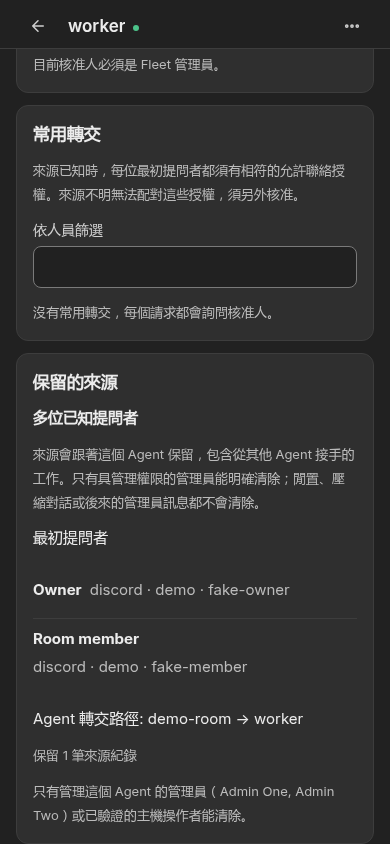 worker
目前核准人必須是 Fleet 管理員。
常用轉交
來源已知時，每位最初提問者都須有相符的允許聯絡授
權。來源不明無法配對這些授權，須另外核准。
依人員篩選
沒有常用轉交，每個請求都會詢問核准人。
保留的來源
多位已知提問者
來源會跟著這個 Agent 保留，包含從其他 Agent 接手的
工作。只有具管理權限的管理員能明確清除；閒置、壓
縮對話或後來的管理員訊息都不會清除。
最初提問者
Owner discord · demo · fake-owner
Room member
discord · demo · fake-member
Agent 轉交路徑: demo-room → worker
保留 1 筆來源紀錄
只有管理這個 Agent 的管理員（Admin One, Admin
Two）或已驗證的主機操作者能清除。